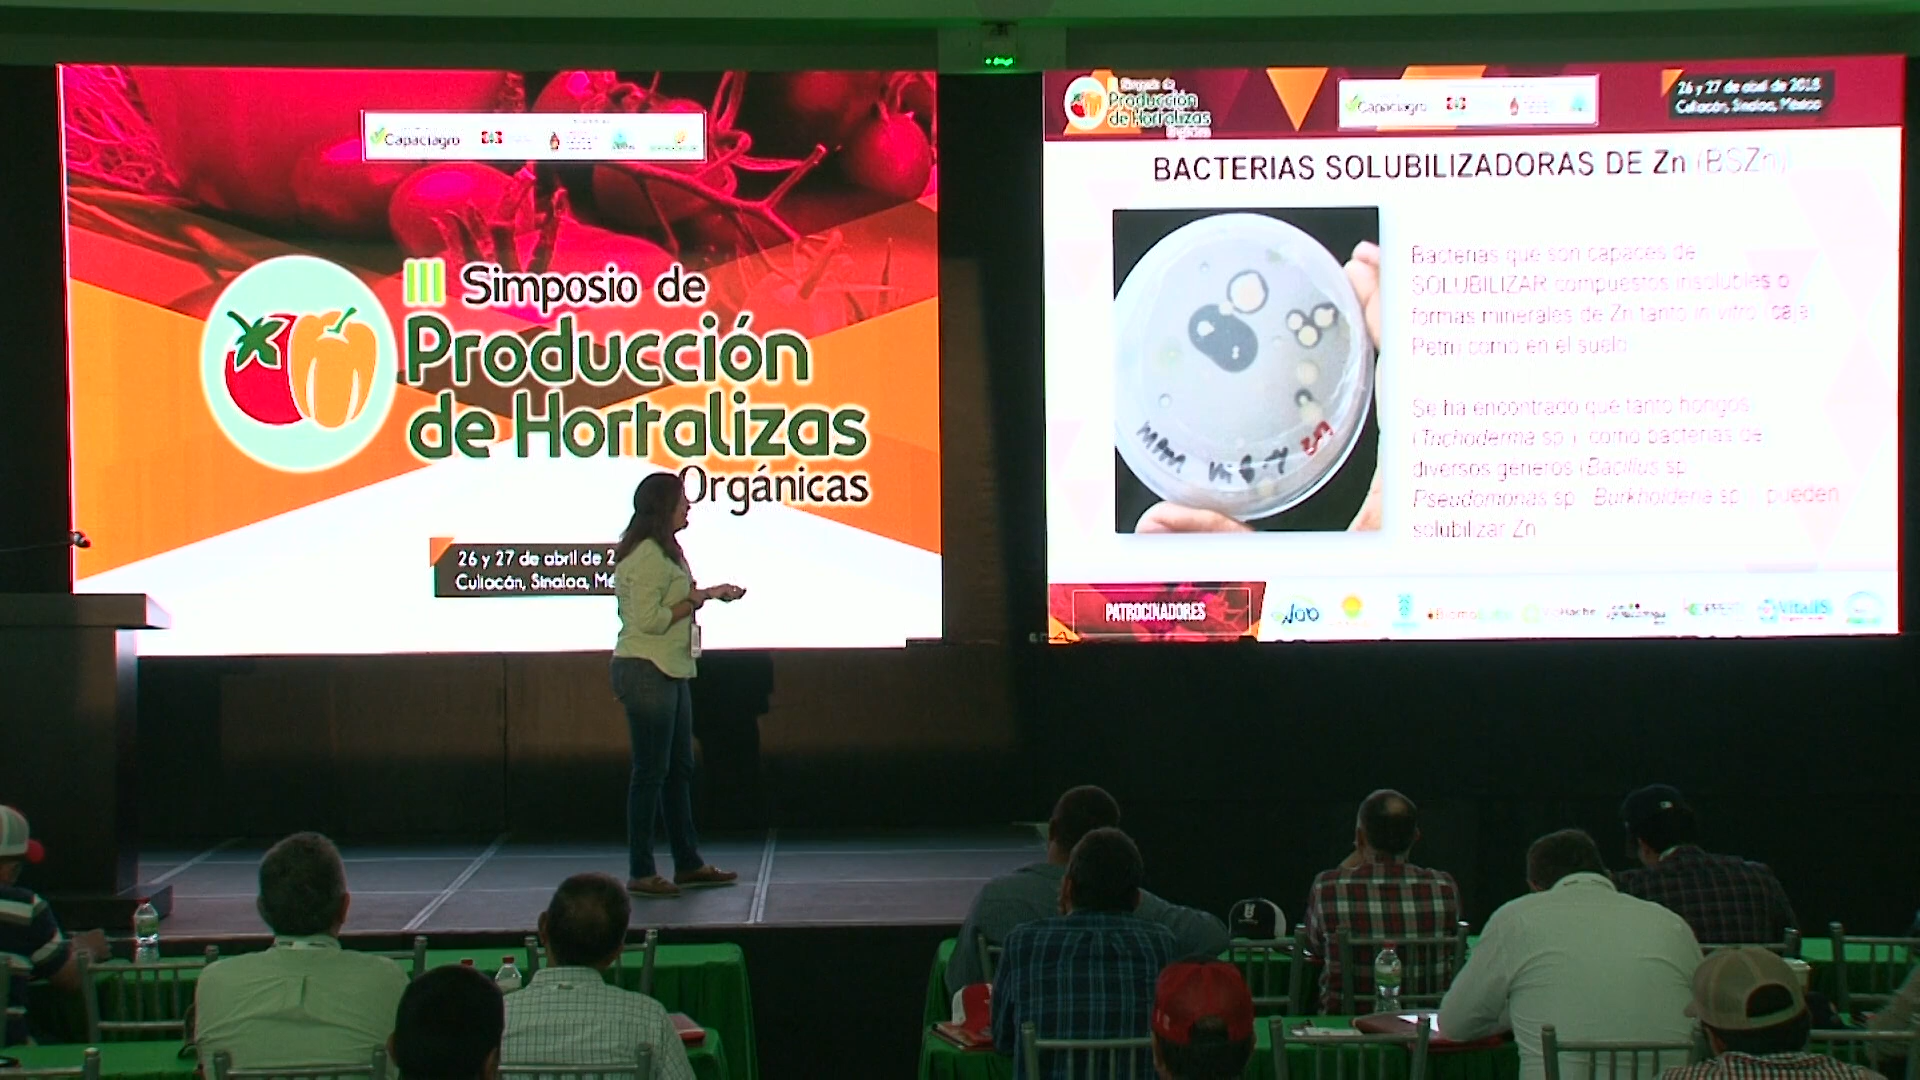 Capaciagro
III Simposio de
Producción
de Hortalizas
Orgánicas
26 y 27 de abril de 2
Culiacán, Sinaloa, Mé
Simposio de
Producción
de Hortalizas
Capaciagro
26 y 27 de abril de 2018
Culiacán, Sinaloa, México
BACTERIAS SOLUBILIZADORAS DE Zn (BSZn)
Bacterias que son capaces de
SOLUBILIZAR compuestos insolubles o
formas minerales de Zn tanto in vitro (caja
Petri) como en el suelo
Se ha encontrado que tanto hongos
(Trichoderma sp.), como bacterias de
diversos géneros (Bacillus sp.
Pseudomonas sp. Burkholderia sp.), pueden
solubilizar Zn
PATROCINADORES
Vitalis